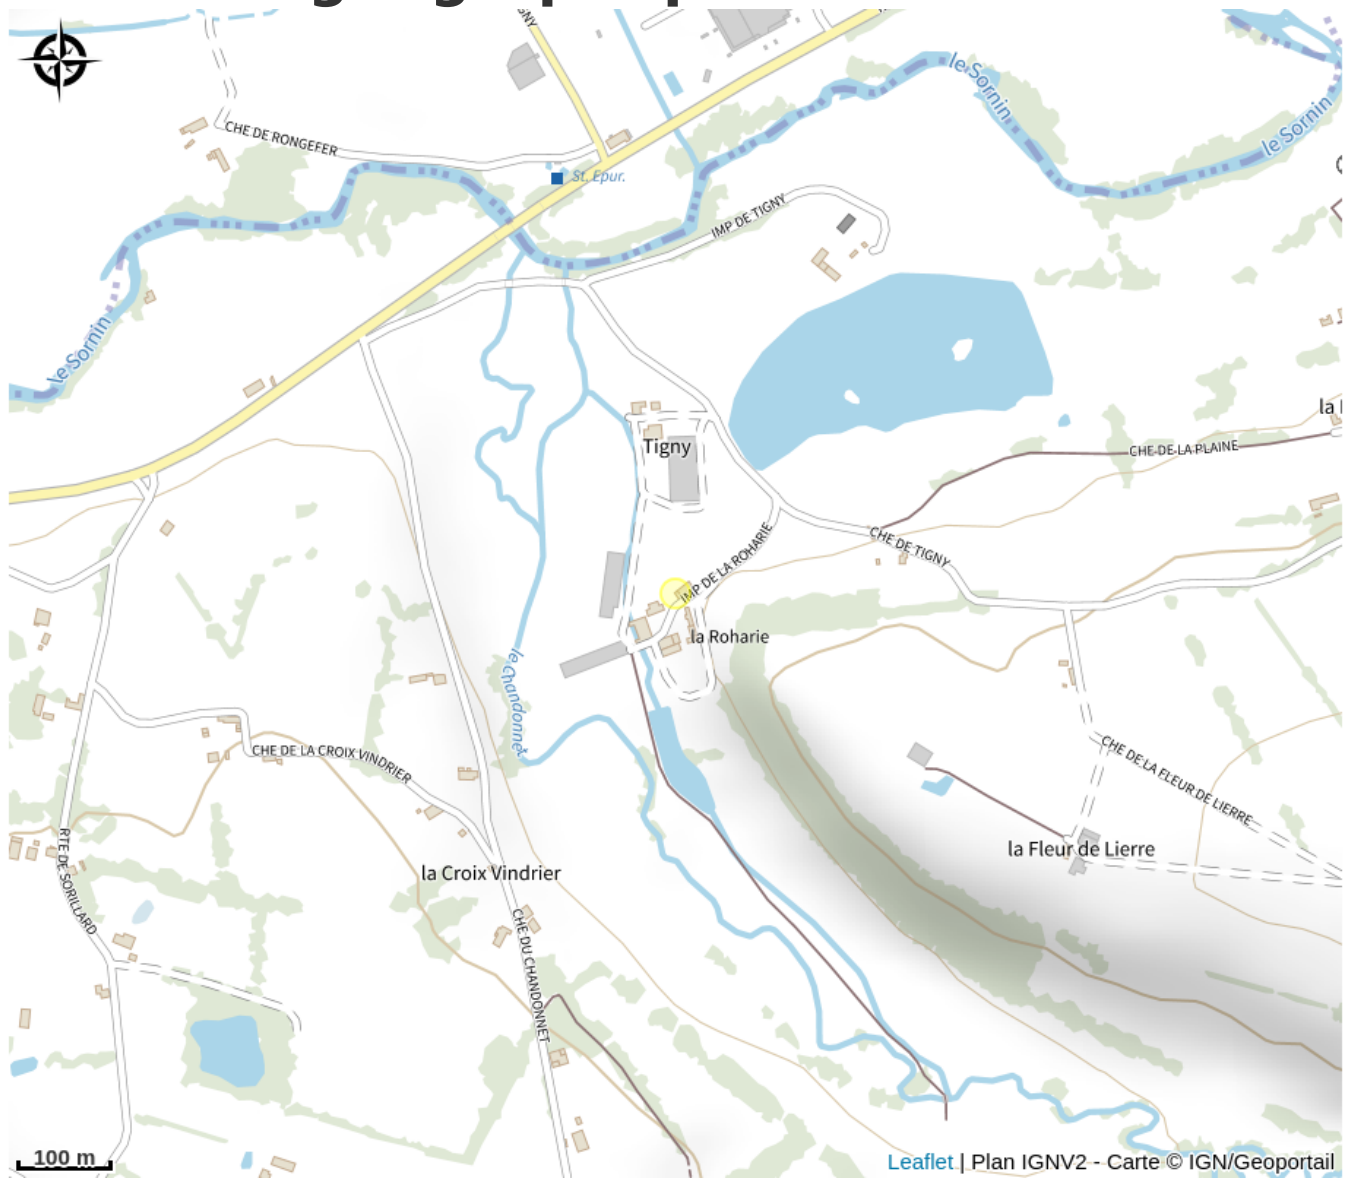 CHE DE RONGEFER
St. Epur.
le Sornin
le Sornin
IMP DE TIGNY
le Sornin
Tigny
CHE DE LA PLAINE
CHE DE TIGNY
IMP DE LA ROHARIE
la Roharie
le Chandonnet
CHE DE LA CROIX VINDRIER
CHE DE LA FLEUR DE LIERRE
la Fleur de Lierre
RTE DE SORILLARD
la Croix Vindrier
CHE DU CHANDONNET
100 m
Leaflet | Plan IGNV2 - Carte © IGN/Geoportail